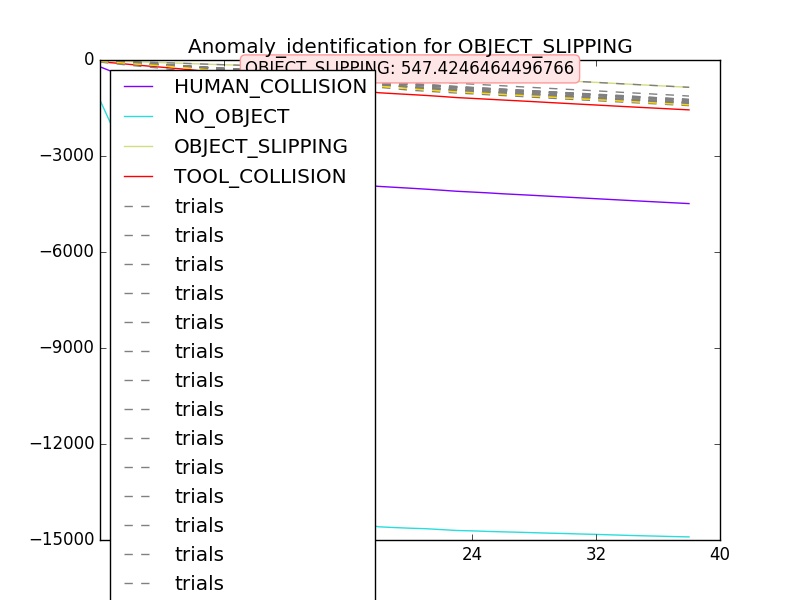 Anomaly_identification for OBJECT_SLIPPING
OBJECT_SLIPPING: 547.4246464496766
0
−3000
−6000
−9000
−12000
−15000
HUMAN_COLLISION
NO_OBJECT
OBJECT_SLIPPING
TOOL_COLLISION
trials
trials
trials
trials
trials
trials
trials
trials
trials
trials
trials
trials
trials
trials
24
32
40